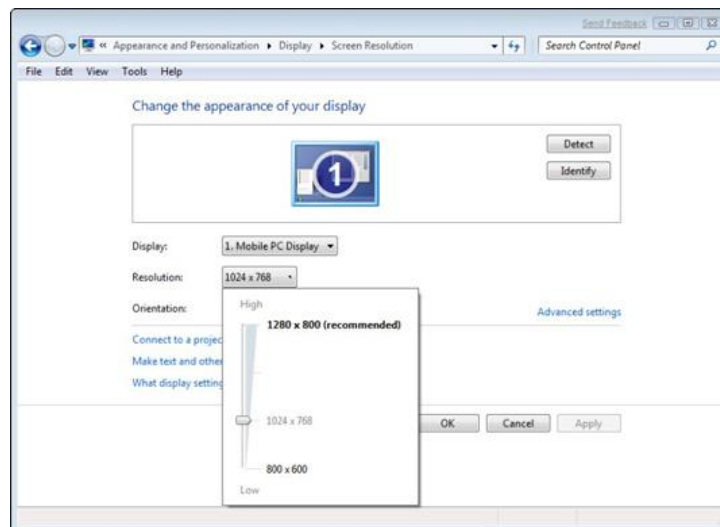 Send Feedback
« Appearance and Personalization ▸ Display ▸ Screen Resolution
Search Control Panel
File Edit View Tools Help
Change the appearance of your display
1
Detect
Identify
Display: 1. Mobile PC Display
Resolution: 1024 x 768
Orientation:
High
1280 x 800 (recommended)
1024 x 768
800 x 600
Low
Advanced settings
Connect to a projec
Make text and other
What display setting
OK Cancel Apply